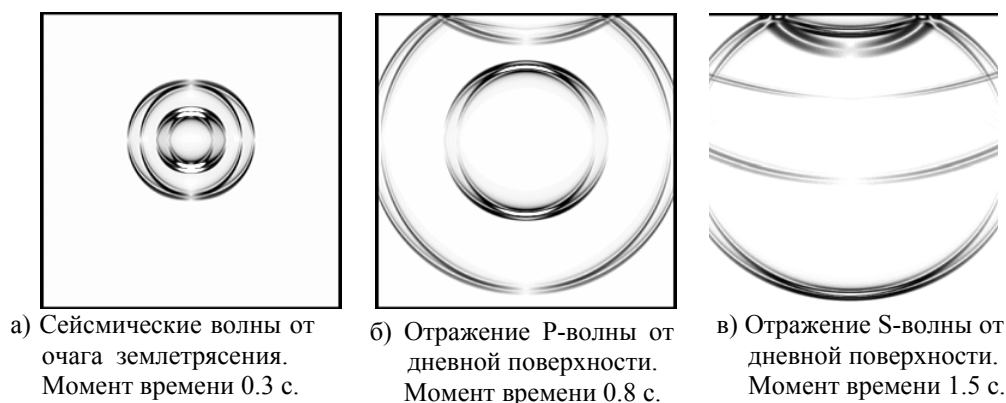 а) Сейсмические волны от
очага землетрясения.
Момент времени 0.3 с.
б) Отражение P-волны от
дневной поверхности.
Момент времени 0.8 с.
в) Отражение S-волны от
дневной поверхности.
Момент времени 1.5 с.